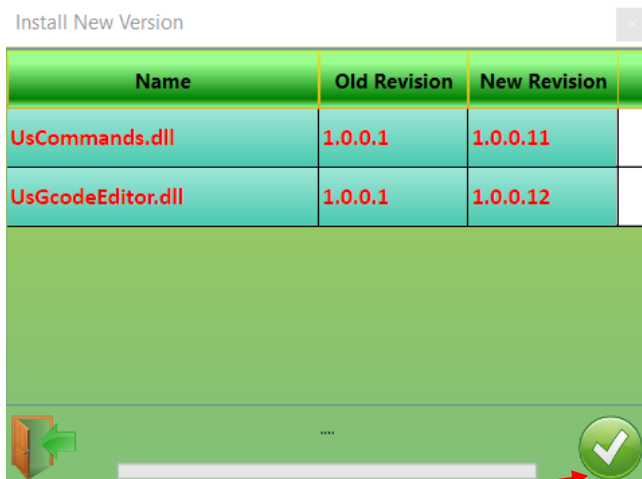 Install New Version
Name Old Revision New Revision
UsCommands.dll 1.0.0.1 1.0.0.11
UsGcodeEditor.dll 1.0.0.1 1.0.0.12
....